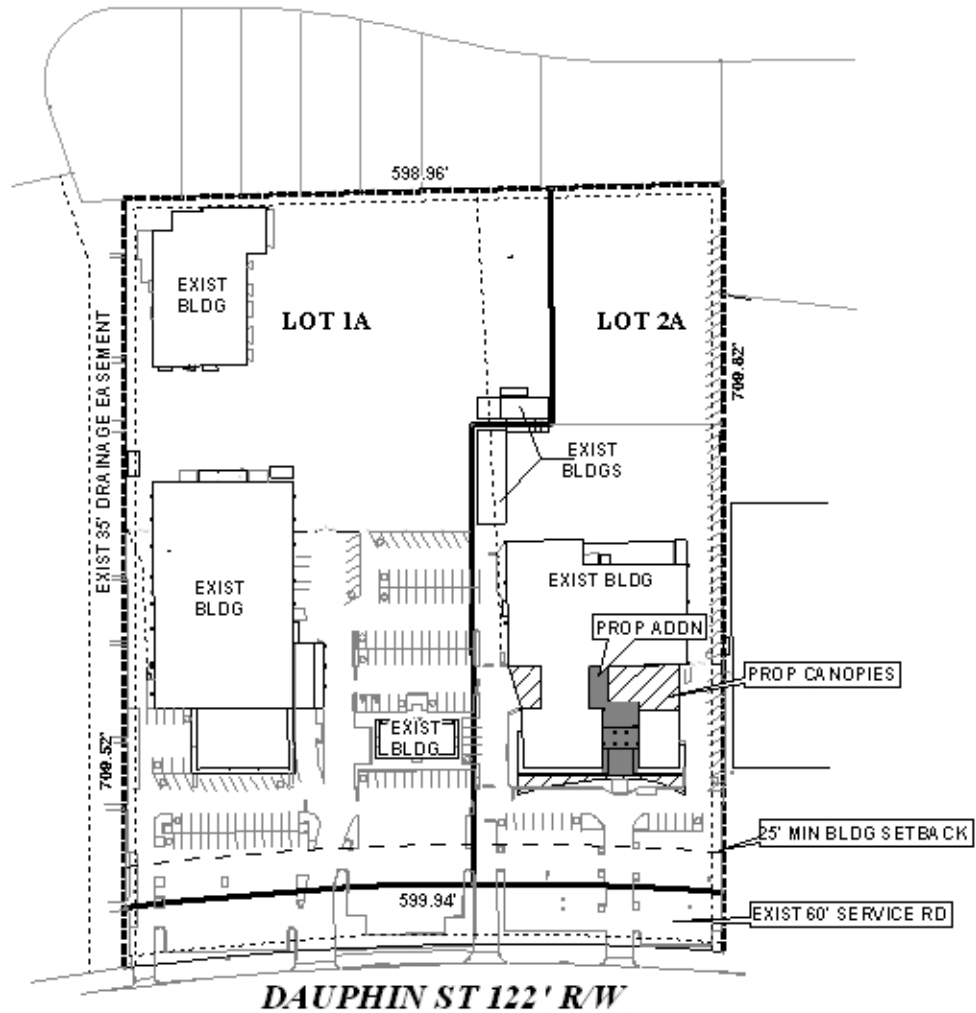 598.96'
EXIST
BLDG
LOT 1A
LOT 2A
EXIST 35' DRAINAGE EASEMENT
709.82'
EXIST
BLDGS
EXIST
BLDG
EXIST BLDG
PROP ADDN
PROP CANOPIES
EXIST
BLDG
709.52'
25' MIN BLDG SETBACK
599.94'
EXIST 60' SERVICE RD
DAUPHIN ST 122' R/W